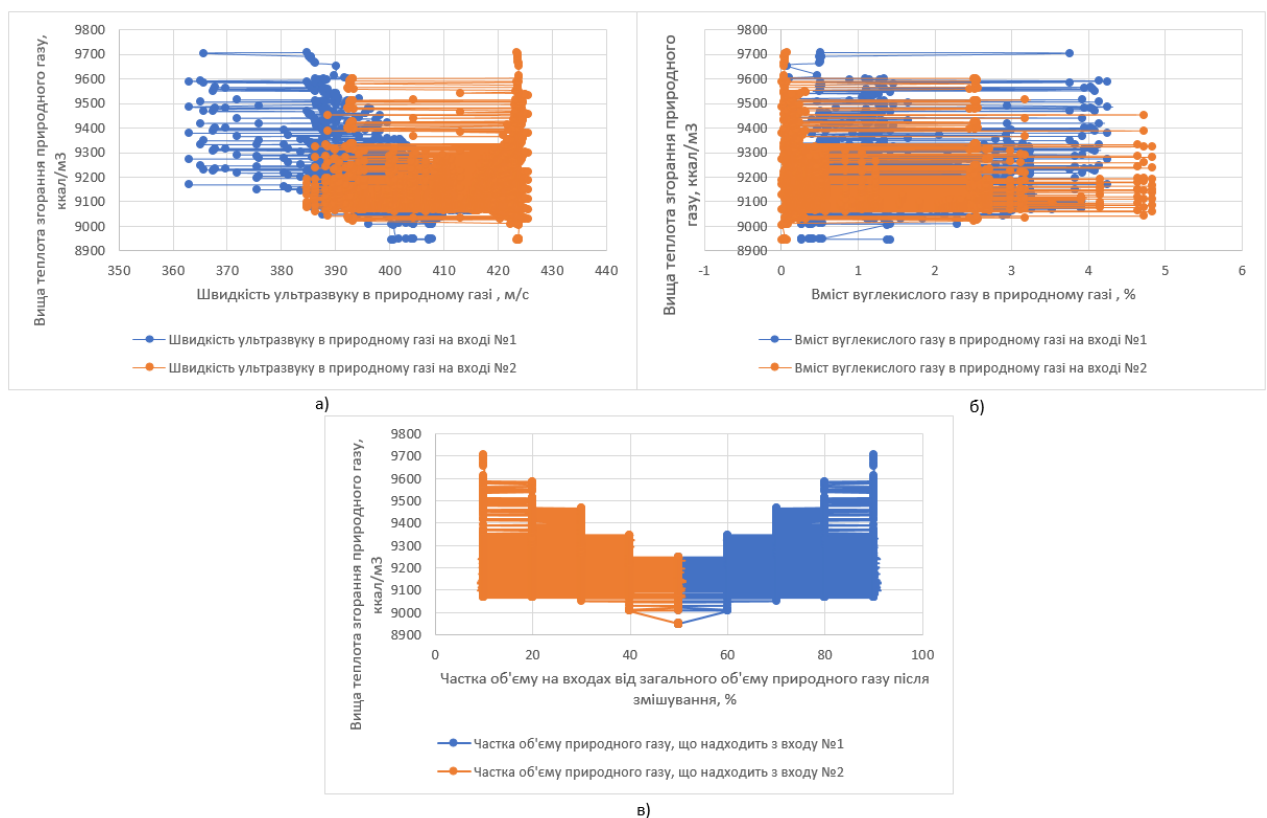 9800
9700
9600
9500
9400
9300
9200
9100
9000
8900
350 360 370 380 390 400 410 420 430 440
Вища теплота згорання природного газу,
ккал/м3
Швидкість ультразвуку в природному газі , м/с
Швидкість ультразвуку в природному газі на вході №1
Швидкість ультразвуку в природному газі на вході №2
а)
9800
9700
9600
9500
9400
9300
9200
9100
9000
8900
-1 0 1 2 3 4 5 6
Вища теплота згорання природного
газу, ккал/м3
Вміст вуглекислого газу в природному газі , %
Вміст вуглекислого газу в природному газі на вході №1
Вміст вуглекислого газу в природному газі на вході №2
б)
9800
9700
9600
9500
9400
9300
9200
9100
9000
8900
0 20 40 60 80 100
Вища теплота згорання природного газу,
ккал/м3
Частка об'єму на входах від загального об'єму природного газу після
змішування, %
Частка об'єму природного газу, що надходить з входу №1
Частка об'єму природного газу, що надходить з входу №2
в)